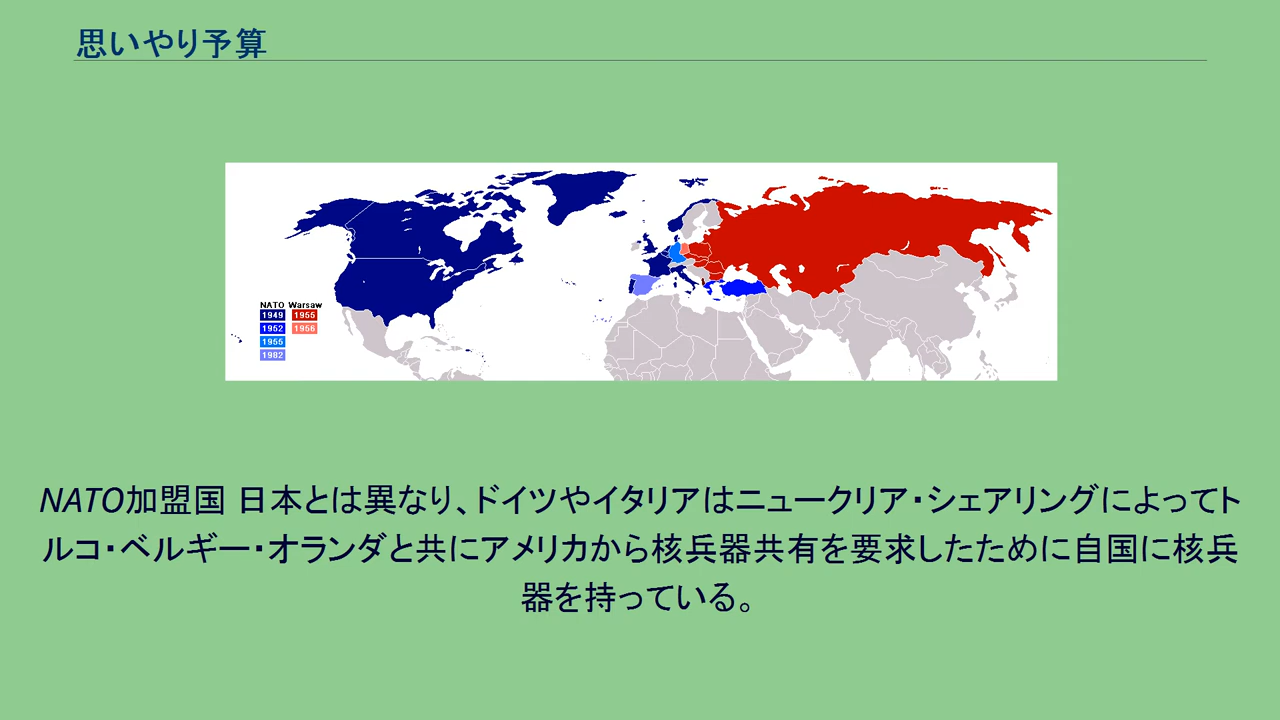 思いやり予算
NATO Warsaw
1949 1955
1952 1956
1955
1982
NATO加盟国 日本とは異なり、ドイツやイタリアはニュークリア・シェアリングによってト
ルコ・ベルギー・オランダと共にアメリカから核兵器共有を要求したために自国に核兵
器を持っている。